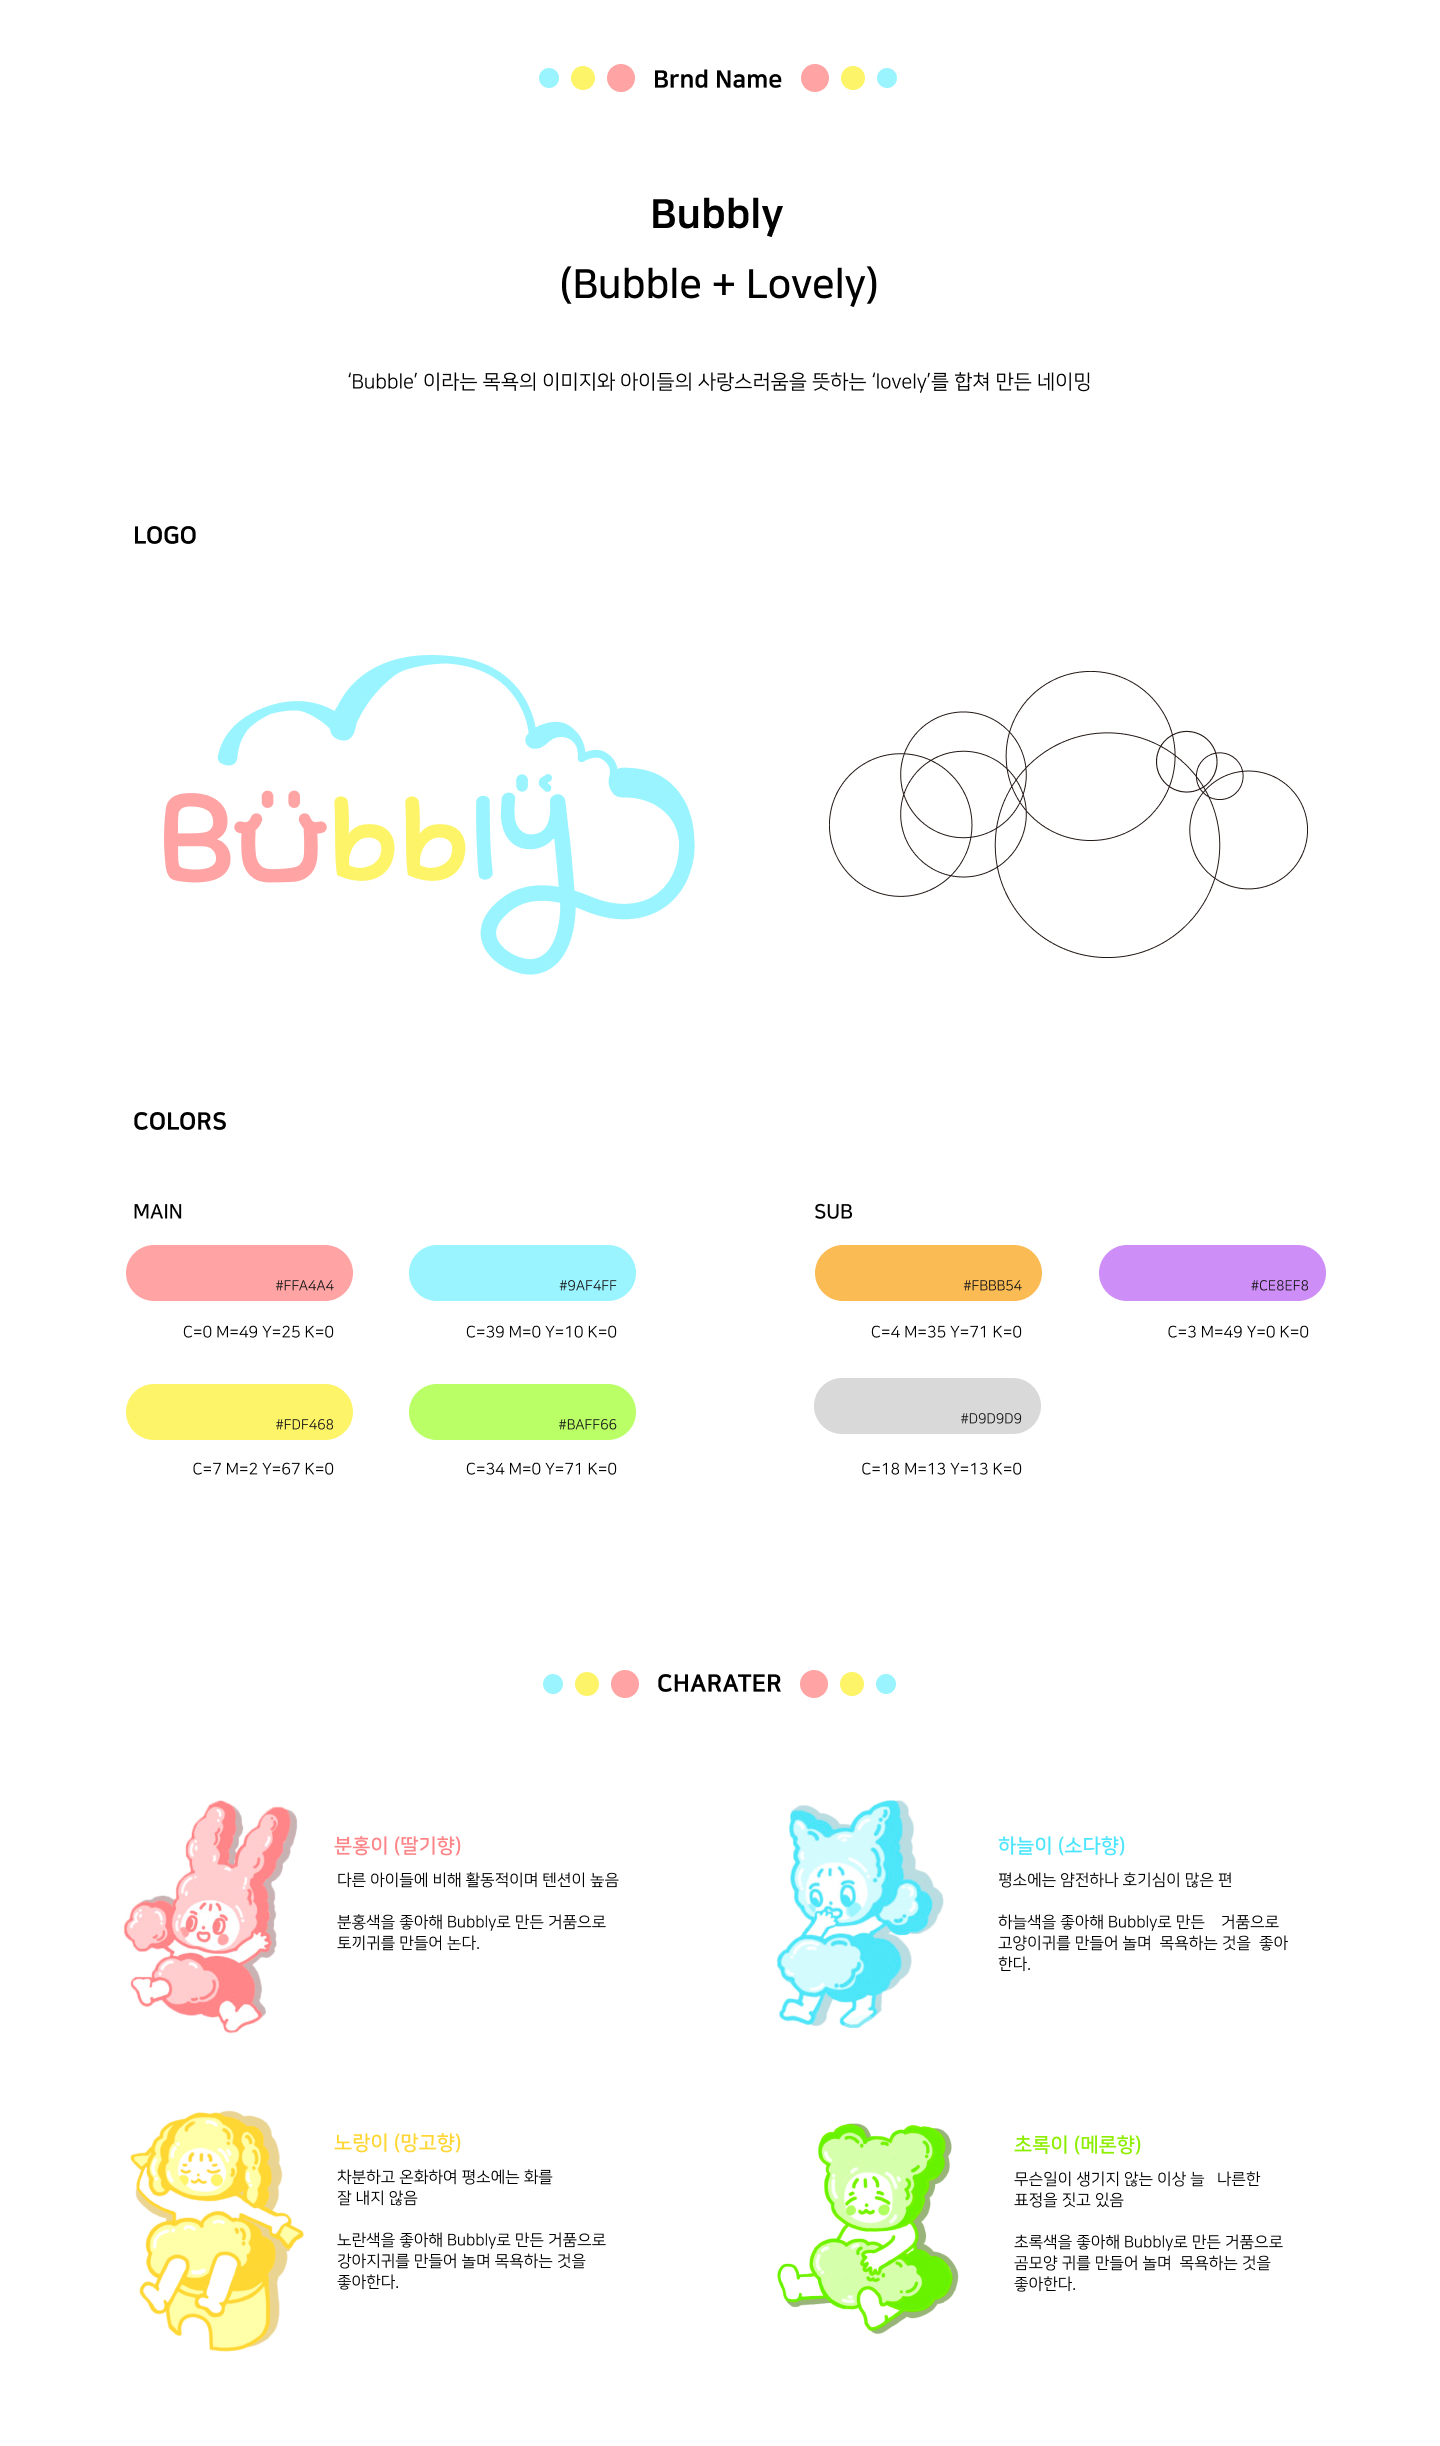 Brnd Name
Bubbly
(Bubble + Lovely)
‘Bubble’ 이라는 목욕의 이미지와 아이들의 사랑스러움을 뜻하는 ‘lovely’를 합쳐 만든 네이밍
LOGO
Bubbly
COLORS
MAIN
SUB
#FFA4A4
#9AF4FF
#FBBB54
#CE8EF8
C=0 M=49 Y=25 K=0
C=39 M=0 Y=10 K=0
C=4 M=35 Y=71 K=0
C=3 M=49 Y=0 K=0
#FDF468
#BAFF66
#D9D9D9
C=7 M=2 Y=67 K=0
C=34 M=0 Y=71 K=0
C=18 M=13 Y=13 K=0
CHARATER
분홍이 (딸기향)
다른 아이들에 비해 활동적이며 텐션이 높음
분홍색을 좋아해 Bubbly로 만든 거품으로
토끼귀를 만들어 논다.
하늘이 (소다향)
평소에는 얌전하나 호기심이 많은 편
하늘색을 좋아해 Bubbly로 만든 거품으로
고양이귀를 만들어 놀며 목욕하는 것을 좋아
한다.
노랑이 (망고향)
차분하고 온화하여 평소에는 화를
잘 내지 않음
노란색을 좋아해 Bubbly로 만든 거품으로
강아지귀를 만들어 놀며 목욕하는 것을
좋아한다.
초록이 (메론향)
무슨일이 생기지 않는 이상 늘 나른한
표정을 짓고 있음
초록색을 좋아해 Bubbly로 만든 거품으로
곰모양 귀를 만들어 놀며 목욕하는 것을
좋아한다.